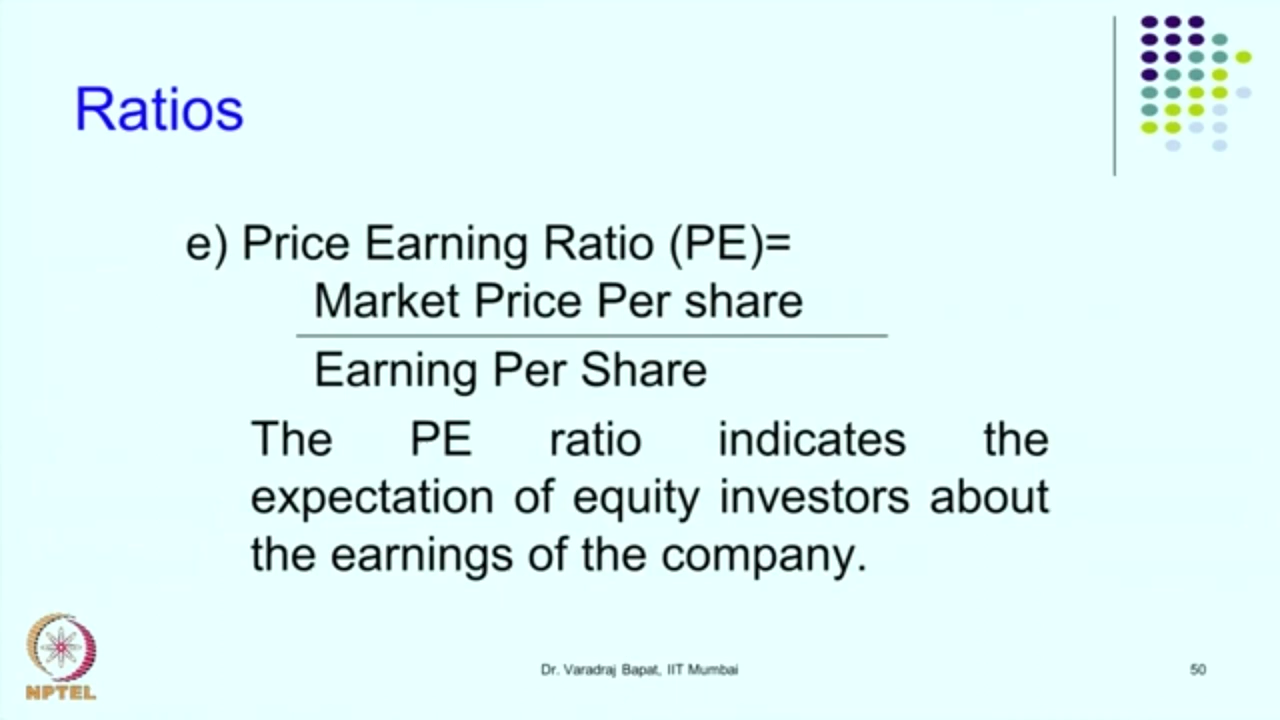 Ratios
e) Price Earning Ratio (PE)=
Market Price Per share
Earning Per Share
The PE ratio indicates the
expectation of equity investors about
the earnings of the company.
NPTEL
Dr. Varadraj Bapat, IIT Mumbai
50